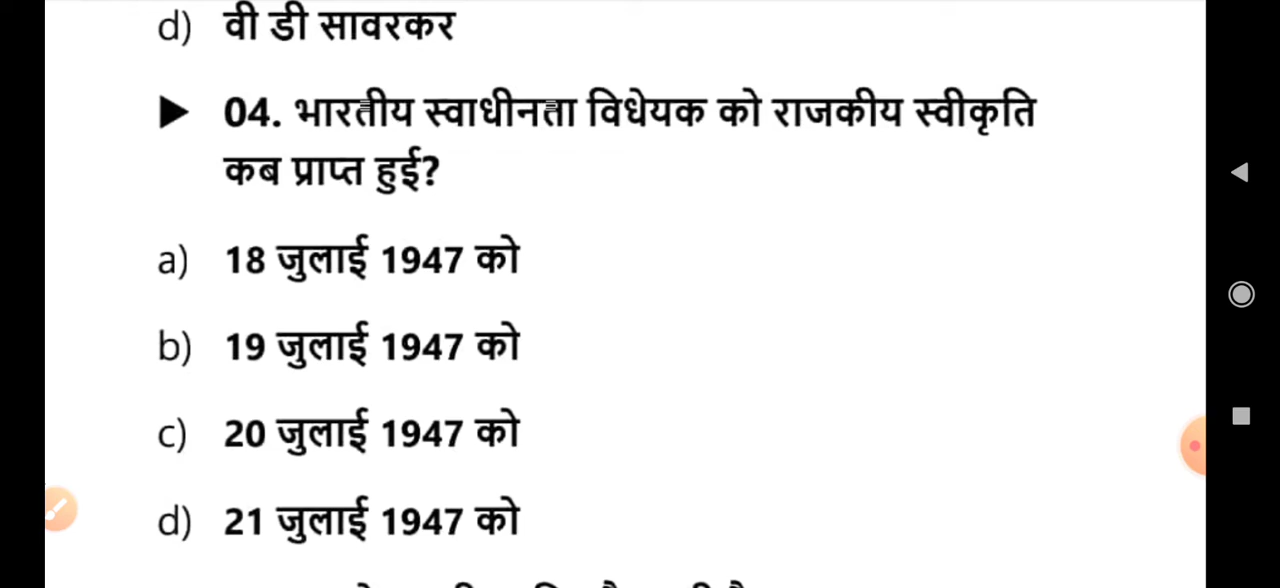 d) वी डी सावरकर
▶ 04. भारतीय स्वाधीनता विधेयक को राजकीय स्वीकृति
कब प्राप्त हुई?
a) 18 जुलाई 1947 को
b) 19 जुलाई 1947 को
c) 20 जुलाई 1947 को
d) 21 जुलाई 1947 को